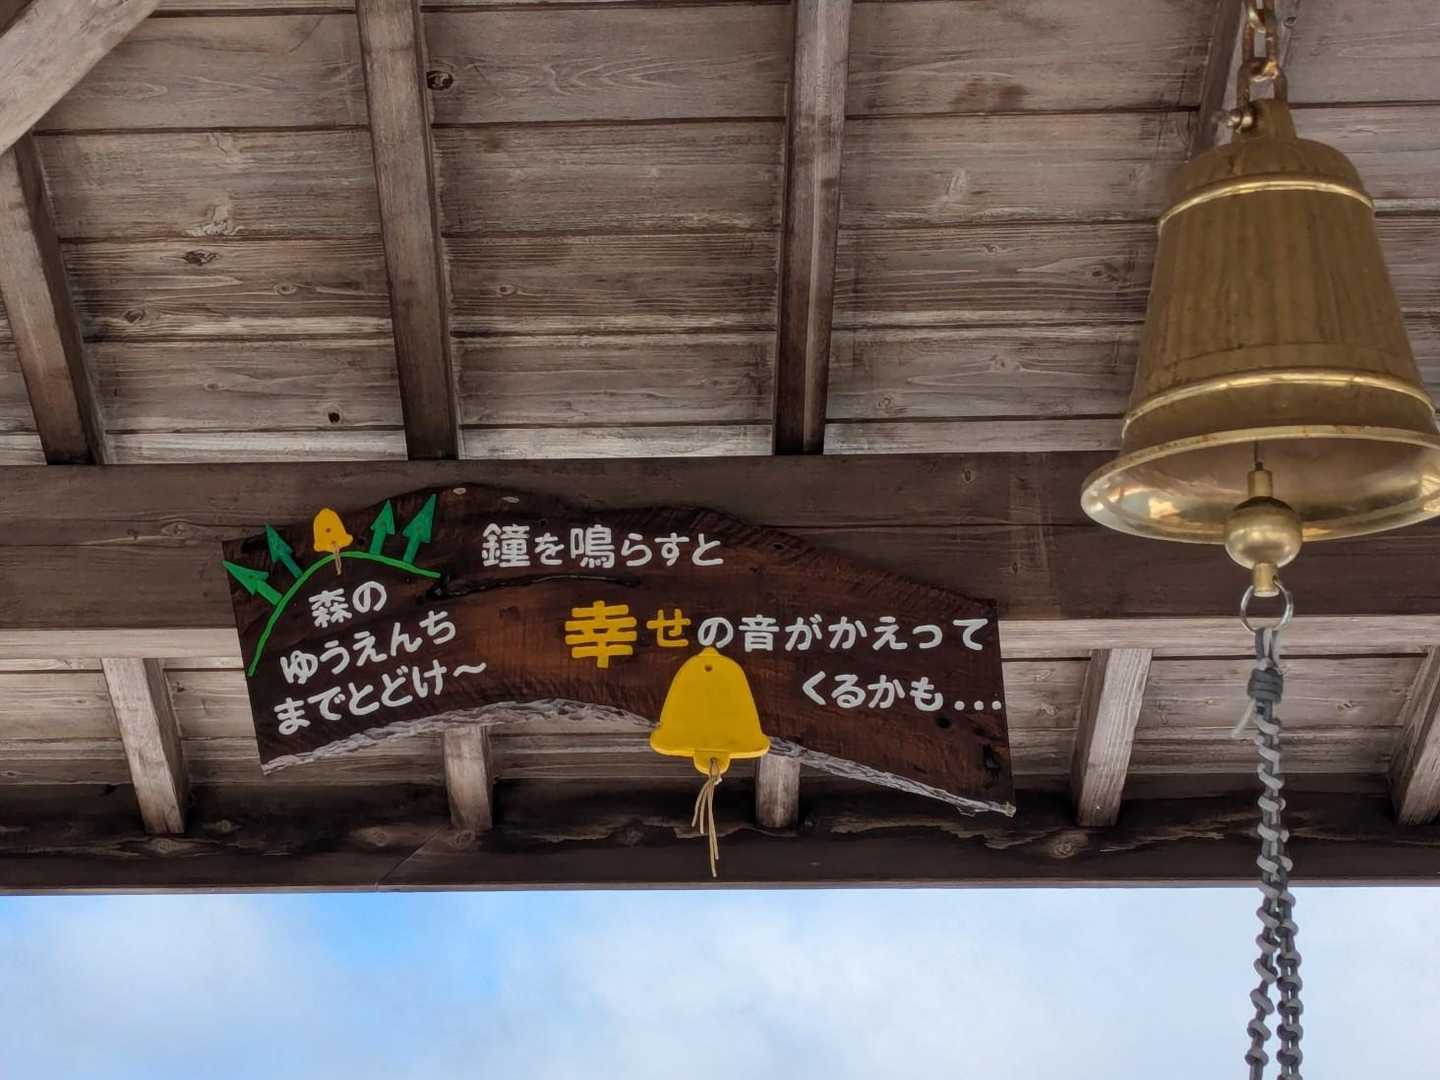 森の
ゆうえんち
までとどけ〜
鐘を鳴らすと
幸せの音がかえって
くるかも...